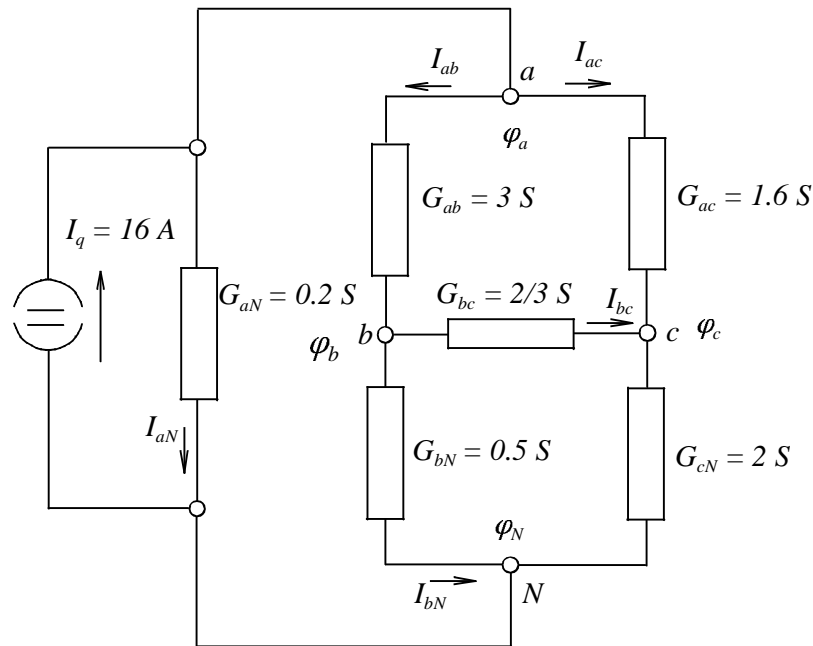 I_ab
a
I_ac
φ_a
G_ab = 3 S
G_ac = 1.6 S
I_q = 16 A
G_aN = 0.2 S
G_bc = 2/3 S
I_bc
b
c
φ_c
φ_b
I_aN
G_bN = 0.5 S
G_cN = 2 S
φ_N
I_bN
N